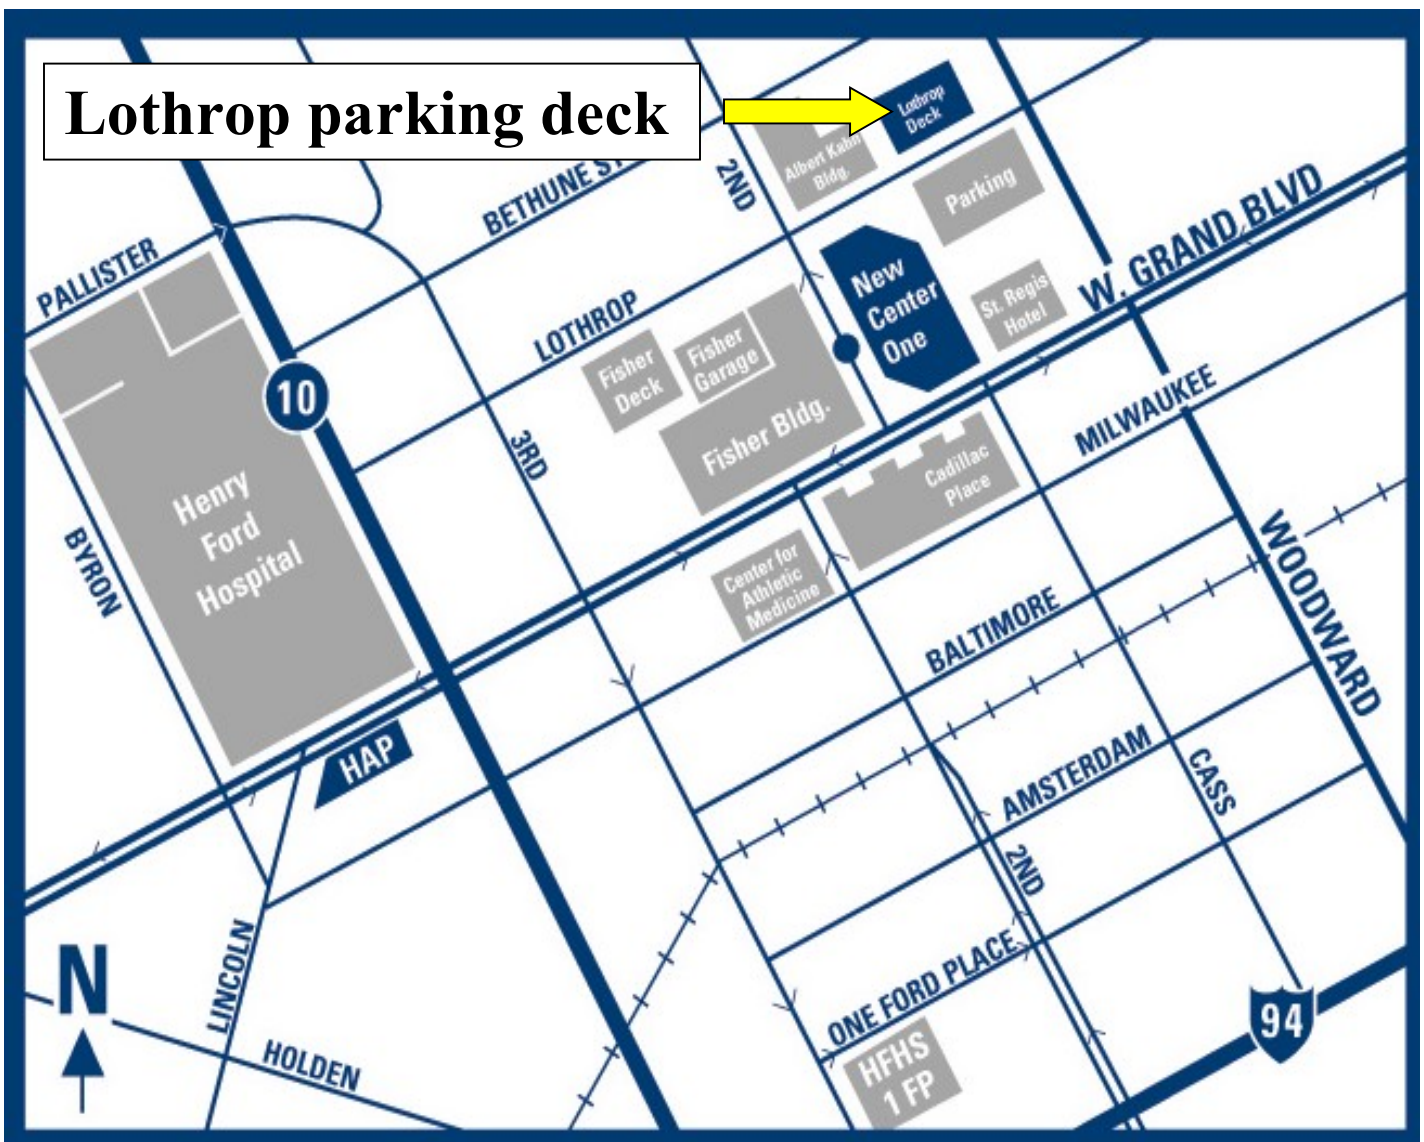 Lothrop parking deck
Lothrop
Deck
Albert Kahn
Bldg.
2ND
Parking
BETHUNE ST
PALLISTER
W. GRAND BLVD
New
Center
One
St. Regis
Hotel
LOTHROP
Fisher
Deck
Fisher
Garage
Fisher Bldg.
10
3RD
MILWAUKEE
Cadillac
Place
Henry
Ford
Hospital
BYRON
Center for
Athletic
Medicine
WOODWARD
BALTIMORE
HAP
AMSTERDAM
CASS
2ND
N
LINCOLN
ONE FORD PLACE
94
HOLDEN
HFHS
1 FP